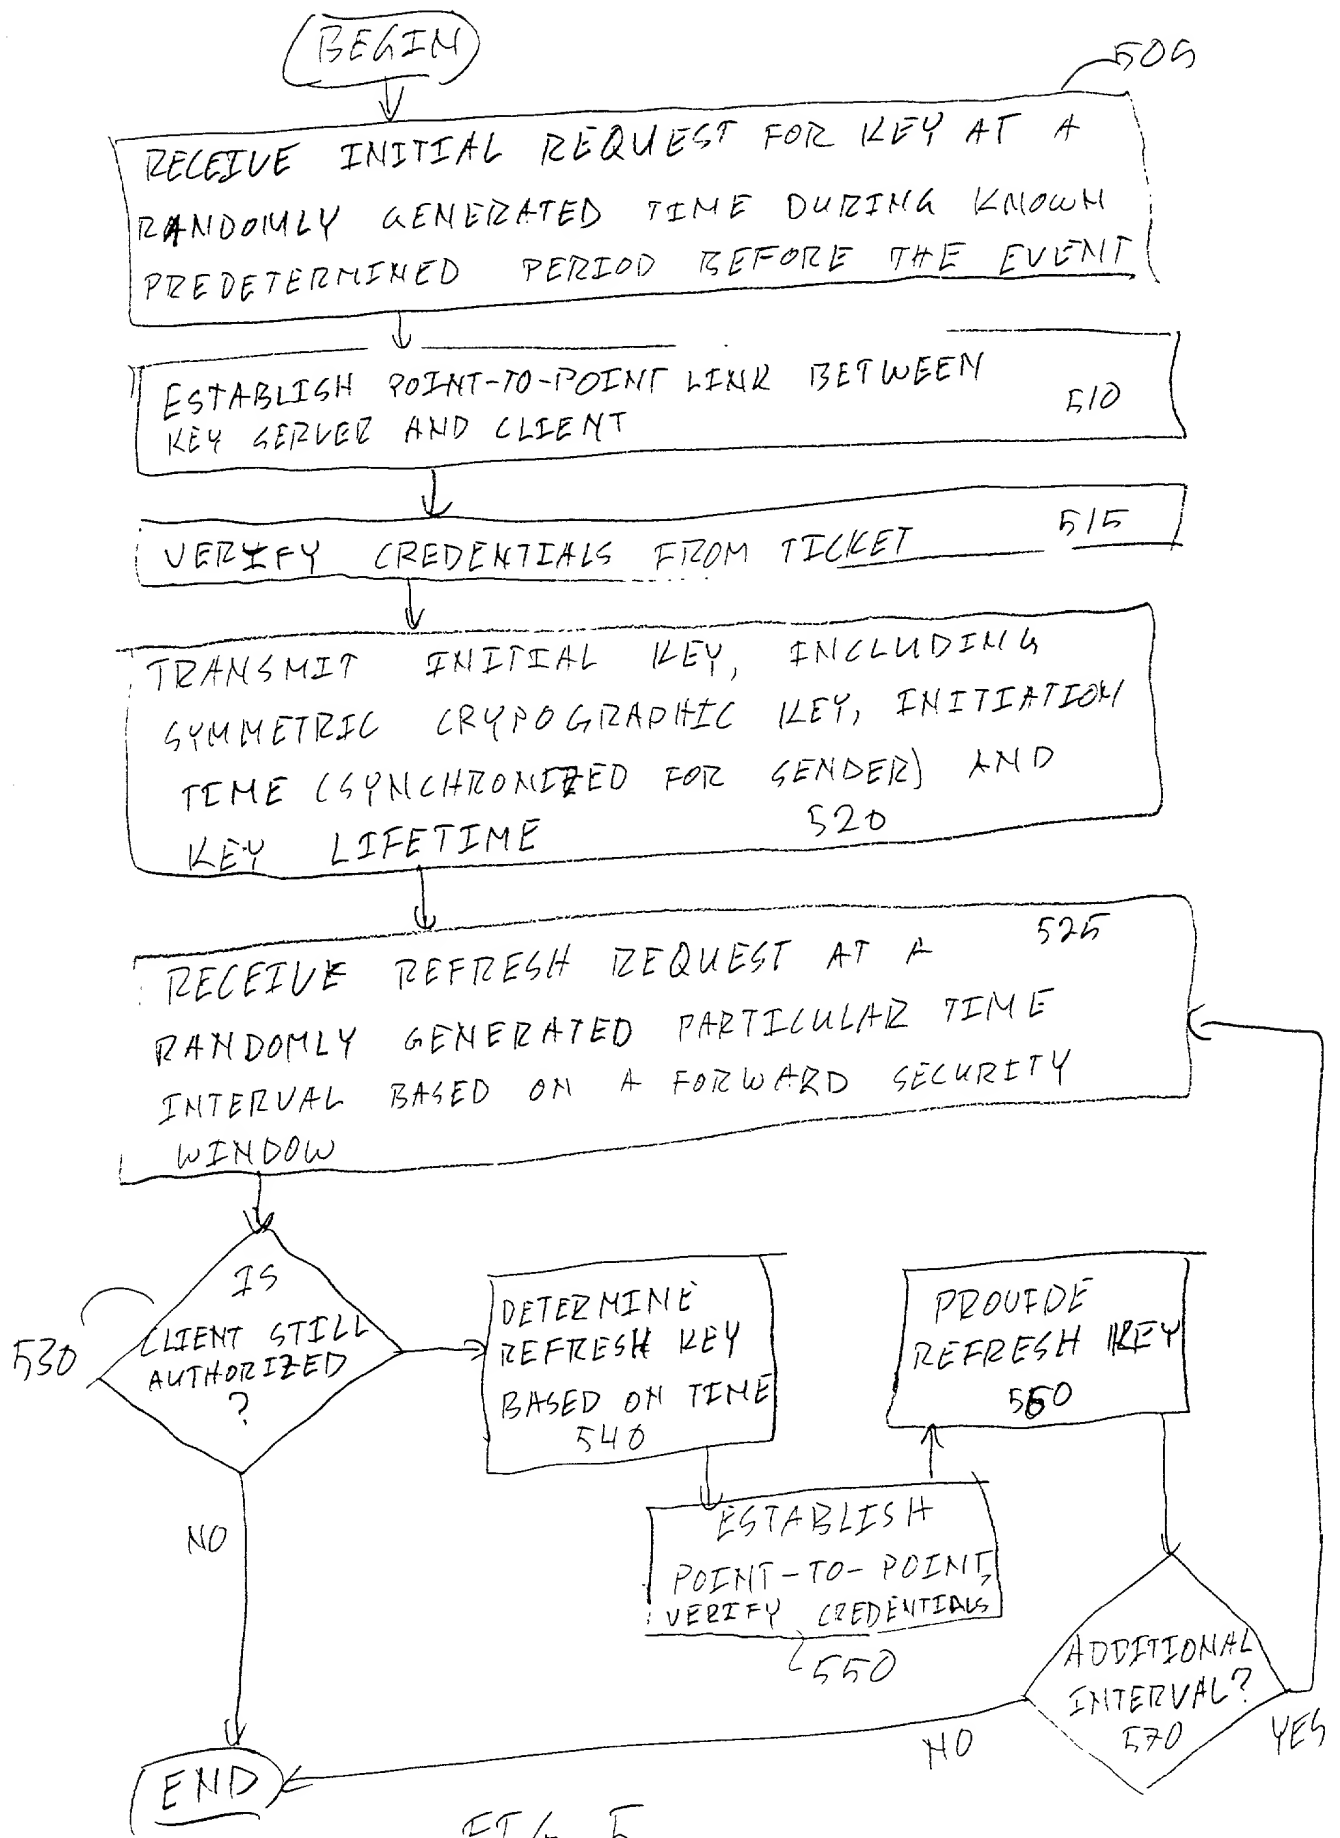 BEGIN
505
RECEIVE INITIAL REQUEST FOR KEY AT A
RANDOMLY GENERATED TIME DURING KNOWN
PREDETERMINED PERIOD BEFORE THE EVENT
ESTABLISH POINT-TO-POINT LINK BETWEEN
KEY SERVER AND CLIENT
510
VERIFY CREDENTIALS FROM TICKET
515
TRANSMIT INITIAL KEY, INCLUDING
SYMMETRIC CRYPOGRAPHIC KEY, INITIATION
TIME (SYNCHRONIZED FOR SENDER) AND
KEY LIFETIME
520
525
RECEIVE REFRESH REQUEST AT A
RANDOMLY GENERATED PARTICULAR TIME
INTERVAL BASED ON A FORWARD SECURITY
WINDOW
530
IS
CLIENT STILL
AUTHORIZED
?
DETERMINE
REFRESH KEY
BASED ON TIME
540
PROVIDE
REFRESH KEY
560
NO
ESTABLISH
POINT-TO-POINT,
VERIFY CREDENTIALS
550
ADDITIONAL
INTERVAL?
570
NO
YES
END
FIG. 5